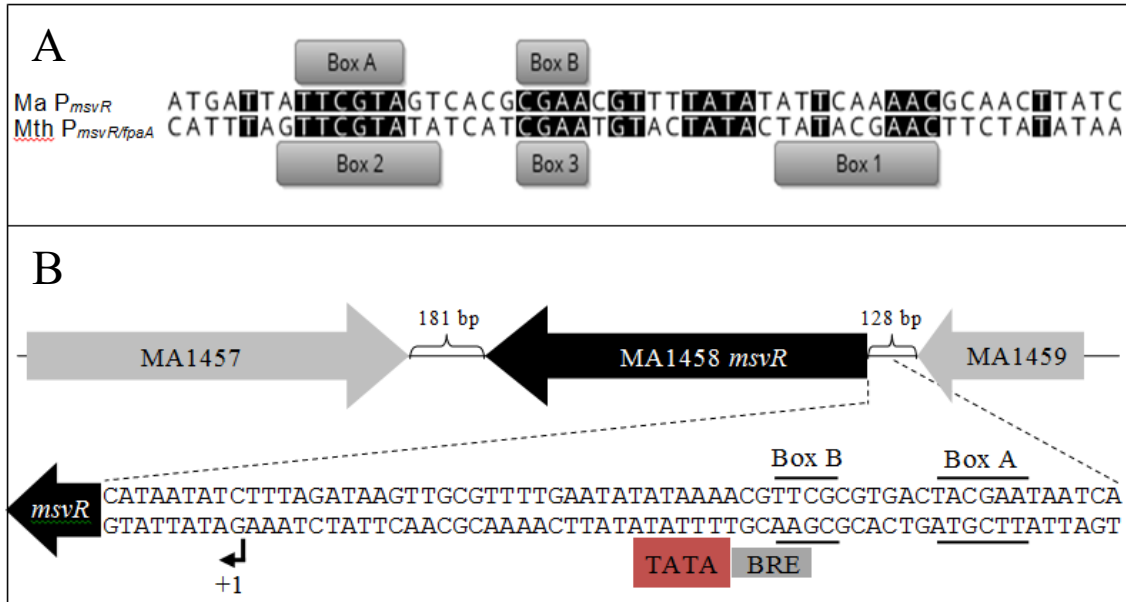 A
Box A Box B
Ma PmsvR ATGATTATTCGTAGTCACGCGAACGTTTTATATATTCAAAACGCAACTTATC
Mth PmsvR/fpaA CATTTAGTTCGTATATCATCGAATGTACTATACTATACGAACTTCTATATAA
Box 2 Box 3 Box 1
B
181 bp 128 bp
MA1457 MA1458 msvR MA1459
Box B Box A
msvR CATAATATCTTTAGATAAGTTGCGTTTTGAATATATAAAACGTTCGCGTGACTACGAATAATCA
GTATTATAGAAATCTATTCAACGCAAAACTTATATATTTTGCAAGCGCACTGATGCTTATTAGT
+1 TATA BRE